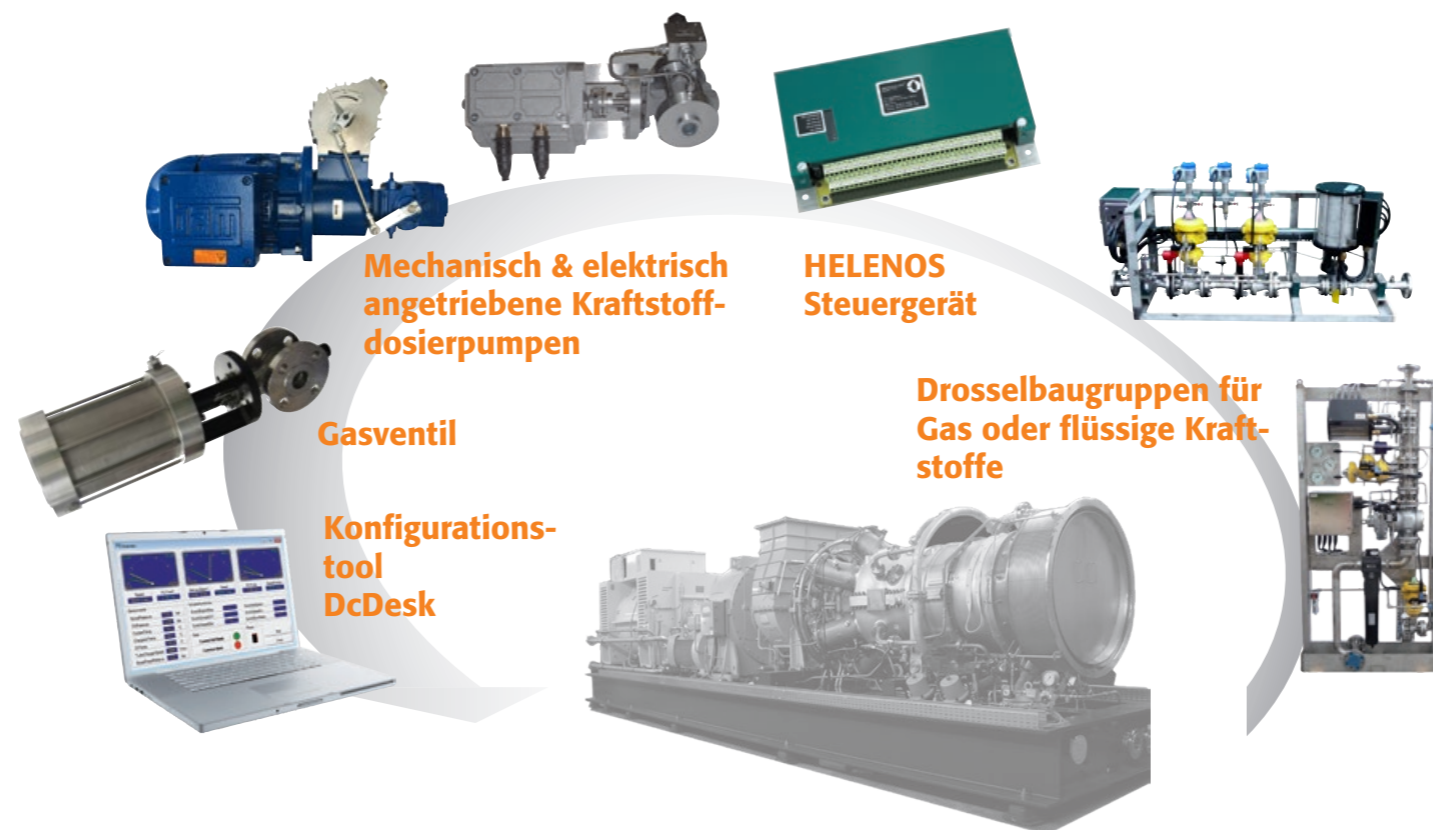 Mechanisch & elektrisch
angetriebene Kraftstoff-
dosierpumpen
HELENOS
Steuergerät
Drosselbaugruppen für
Gas oder flüssige Kraft-
stoffe
Gasventil
Konfigurations-
tool
DcDesk